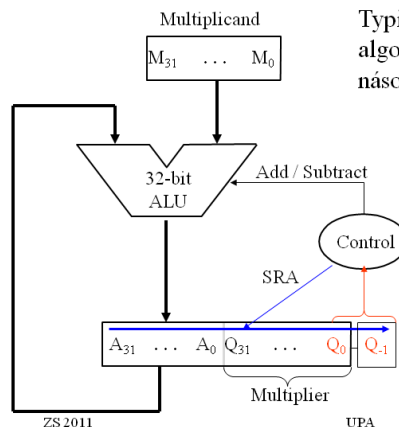 Multiplicand
Typi
algo
náso
M31 . . . M0
32-bit
ALU
Add / Subtract
Control
SRA
A31 . . . A0 Q31 . . . Q0 Q-1
Multiplier
ZS 2011
UPA